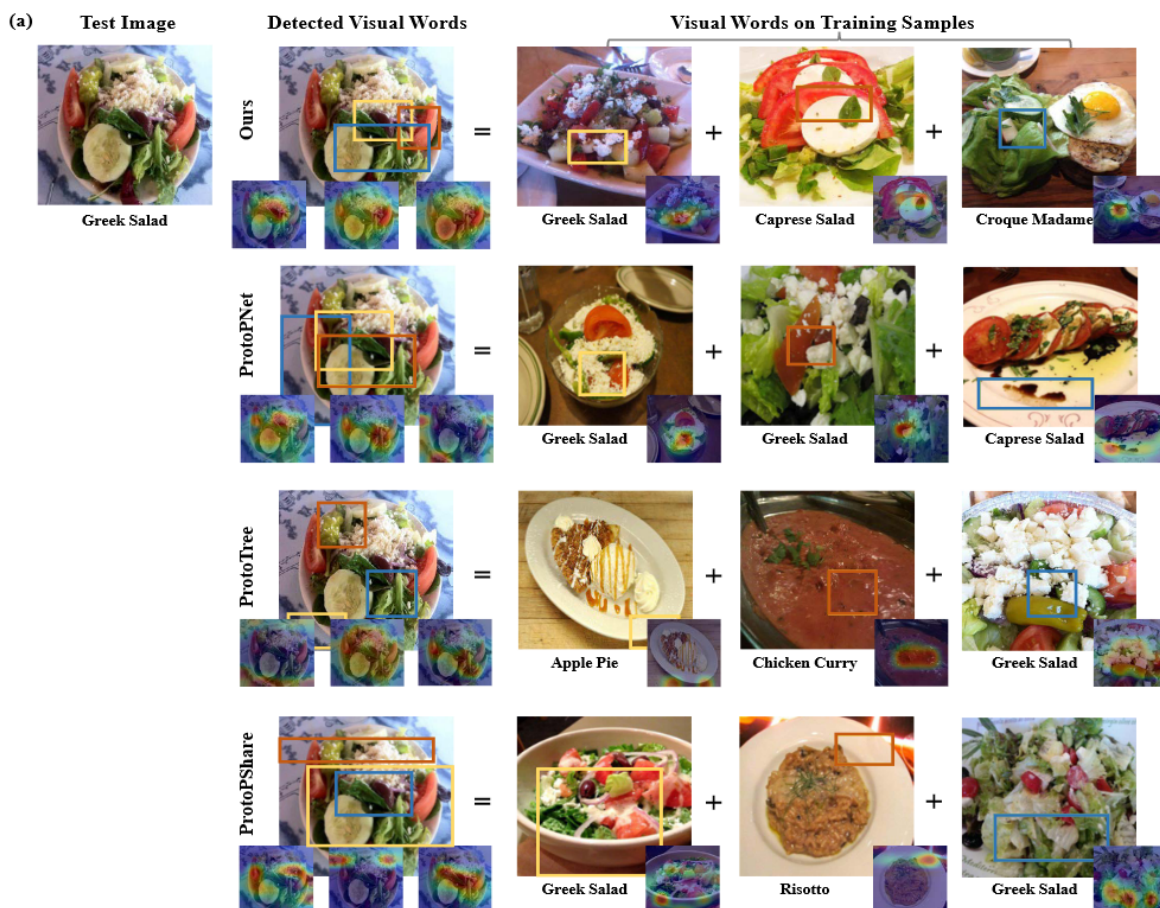 (a)
Test Image
Detected Visual Words
Visual Words on Training Samples
Ours
=
+
+
Greek Salad
Greek Salad
Caprese Salad
Croque Madame
ProtoPNet
=
+
+
Greek Salad
Greek Salad
Caprese Salad
ProtoTree
=
+
+
Apple Pie
Chicken Curry
Greek Salad
ProtoPShare
=
+
+
Greek Salad
Risotto
Greek Salad